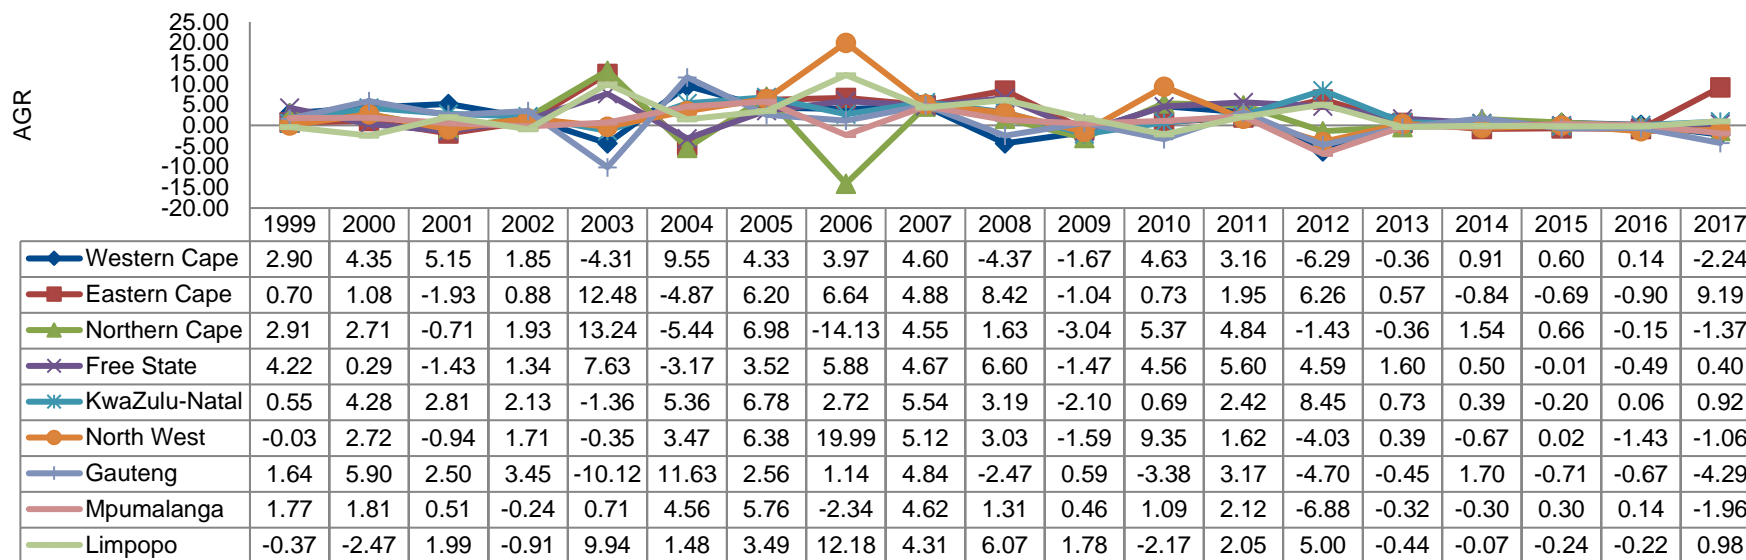 25.00
20.00
15.00
10.00
5.00
0.00
-5.00
-10.00
-15.00
-20.00
AGR
1999 2000 2001 2002 2003 2004 2005 2006 2007 2008 2009 2010 2011 2012 2013 2014 2015 2016 2017
Western Cape 2.90 4.35 5.15 1.85 -4.31 9.55 4.33 3.97 4.60 -4.37 -1.67 4.63 3.16 -6.29 -0.36 0.91 0.60 0.14 -2.24
Eastern Cape 0.70 1.08 -1.93 0.88 12.48 -4.87 6.20 6.64 4.88 8.42 -1.04 0.73 1.95 6.26 0.57 -0.84 -0.69 -0.90 9.19
Northern Cape 2.91 2.71 -0.71 1.93 13.24 -5.44 6.98 -14.13 4.55 1.63 -3.04 5.37 4.84 -1.43 -0.36 1.54 0.66 -0.15 -1.37
Free State 4.22 0.29 -1.43 1.34 7.63 -3.17 3.52 5.88 4.67 6.60 -1.47 4.56 5.60 4.59 1.60 0.50 -0.01 -0.49 0.40
KwaZulu-Natal 0.55 4.28 2.81 2.13 -1.36 5.36 6.78 2.72 5.54 3.19 -2.10 0.69 2.42 8.45 0.73 0.39 -0.20 0.06 0.92
North West -0.03 2.72 -0.94 1.71 -0.35 3.47 6.38 19.99 5.12 3.03 -1.59 9.35 1.62 -4.03 0.39 -0.67 0.02 -1.43 -1.06
Gauteng 1.64 5.90 2.50 3.45 -10.12 11.63 2.56 1.14 4.84 -2.47 0.59 -3.38 3.17 -4.70 -0.45 1.70 -0.71 -0.67 -4.29
Mpumalanga 1.77 1.81 0.51 -0.24 0.71 4.56 5.76 -2.34 4.62 1.31 0.46 1.09 2.12 -6.88 -0.32 -0.30 0.30 0.14 -1.96
Limpopo -0.37 -2.47 1.99 -0.91 9.94 1.48 3.49 12.18 4.31 6.07 1.78 -2.17 2.05 5.00 -0.44 -0.07 -0.24 -0.22 0.98